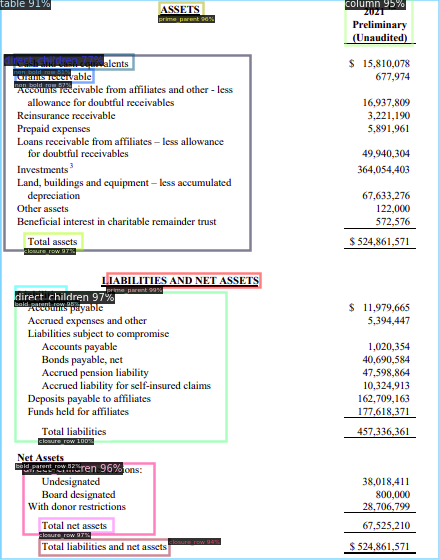 table 91%
column 95%
ASSETS
prime_parent 96%
2021
Preliminary
(Unaudited)
Cash and cash equivalents $ 15,810,078
Grants receivable 677,974
Accounts receivable from affiliates and other - less
allowance for doubtful receivables 16,937,809
Reinsurance receivable 3,221,190
Prepaid expenses 5,891,961
Loans receivable from affiliates – less allowance
for doubtful receivables 49,940,304
Investments 3 364,054,403
Land, buildings and equipment – less accumulated
depreciation 67,633,276
Other assets 122,000
Beneficial interest in charitable remainder trust 572,576
Total assets $ 524,861,571
closure_row 97%
LIABILITIES AND NET ASSETS
prime_parent 99%
direct_children 97%
bold_parent_row 98%
Accounts payable $ 11,979,665
Accrued expenses and other 5,394,447
Liabilities subject to compromise
Accounts payable 1,020,354
Bonds payable, net 40,690,584
Accrued pension liability 47,598,864
Accrued liability for self-insured claims 10,324,913
Deposits payable to affiliates 162,709,163
Funds held for affiliates 177,618,371
Total liabilities 457,336,361
closure_row 100%
Net Assets
bold_parent_row 82%
direct_children 96%
ons:
Undesignated 38,018,411
Board designated 800,000
With donor restrictions 28,706,799
Total net assets 67,525,210
closure_row 97%
closure_row 94%
Total liabilities and net assets $ 524,861,571